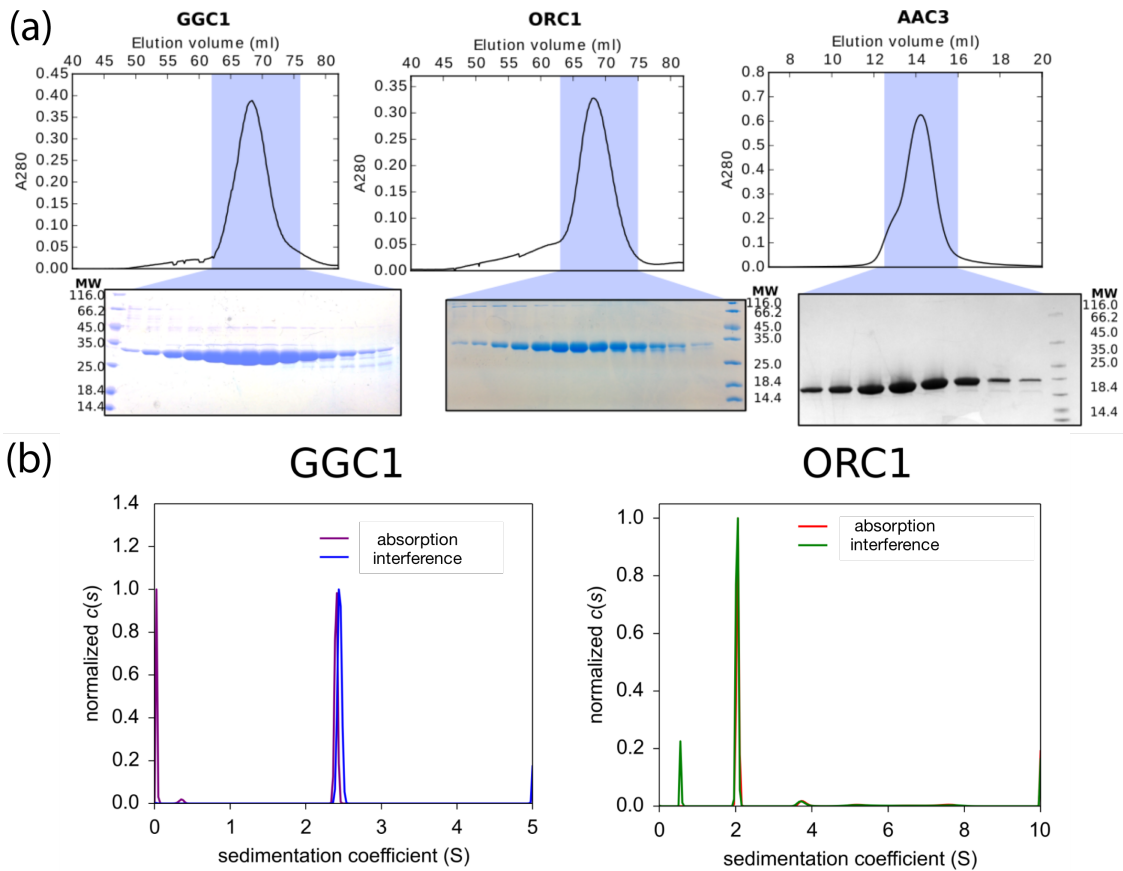 (a)
GGC1
Elution volume (ml)
40 45 50 55 60 65 70 75 80
0.45
0.40
0.35
0.30
0.25
0.20
0.15
0.10
0.05
0.00
A280
MW
116.0
66.2
45.0
35.0
25.0
18.4
14.4
ORC1
Elution volume (ml)
40 45 50 55 60 65 70 75 80
0.35
0.30
0.25
0.20
0.15
0.10
0.05
0.00
A280
MW
116.0
66.2
45.0
35.0
25.0
18.4
14.4
AAC3
Elution volume (ml)
8 10 12 14 16 18 20
0.8
0.7
0.6
0.5
0.4
0.3
0.2
0.1
0.0
A280
MW
116.0
66.2
45.0
35.0
25.0
18.4
14.4
(b)
GGC1
1.4
1.2
1.0
0.8
0.6
0.4
0.2
0.0
normalized c(s)
absorption
interference
0 1 2 3 4 5
sedimentation coefficient (S)
ORC1
1.0
0.8
0.6
0.4
0.2
0.0
normalized c(s)
absorption
interference
0 2 4 6 8 10
sedimentation coefficient (S)